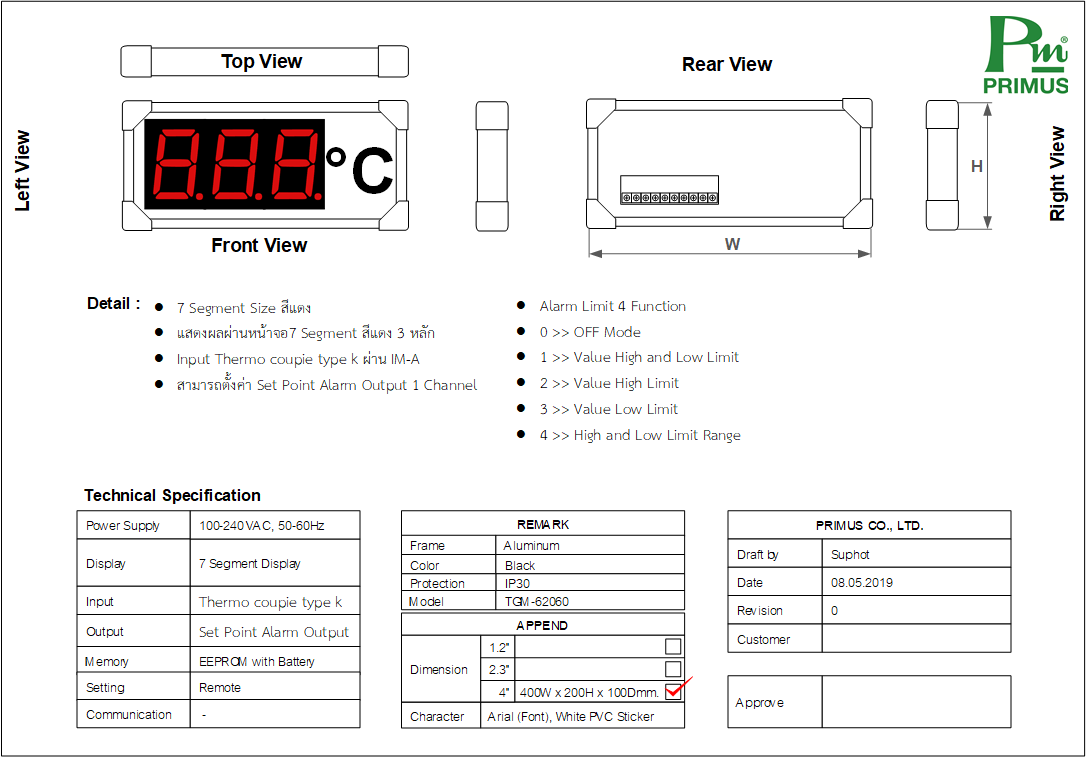 Top View
Rear View
Pm®
PRIMUS
Left View
8.8.8.
°C
H
Right View
Front View
W
Detail :
● 7 Segment Size สีแดง
● แสดงผลผ่านหน้าจอ7 Segment สีแดง 3 หลัก
● Input Thermo coupie type k ผ่าน IM-A
● สามารถตั้งค่า Set Point Alarm Output 1 Channel
● Alarm Limit 4 Function
● 0 >> OFF Mode
● 1 >> Value High and Low Limit
● 2 >> Value High Limit
● 3 >> Value Low Limit
● 4 >> High and Low Limit Range
Technical Specification
Power Supply 100-240VAC, 50-60Hz
Display 7 Segment Display
Input Thermo coupie type k
Output Set Point Alarm Output
Memory EEPROM with Battery
Setting Remote
Communication -
REMARK
Frame Aluminum
Color Black
Protection IP30
Model TGM-62060
APPEND
Dimension
1.2"
2.3"
4" 400W x 200H x 100Dmm.
Character Arial (Font), White PVC Sticker
PRIMUS CO., LTD.
Draft by Suphot
Date 08.05.2019
Revision 0
Customer
Approve